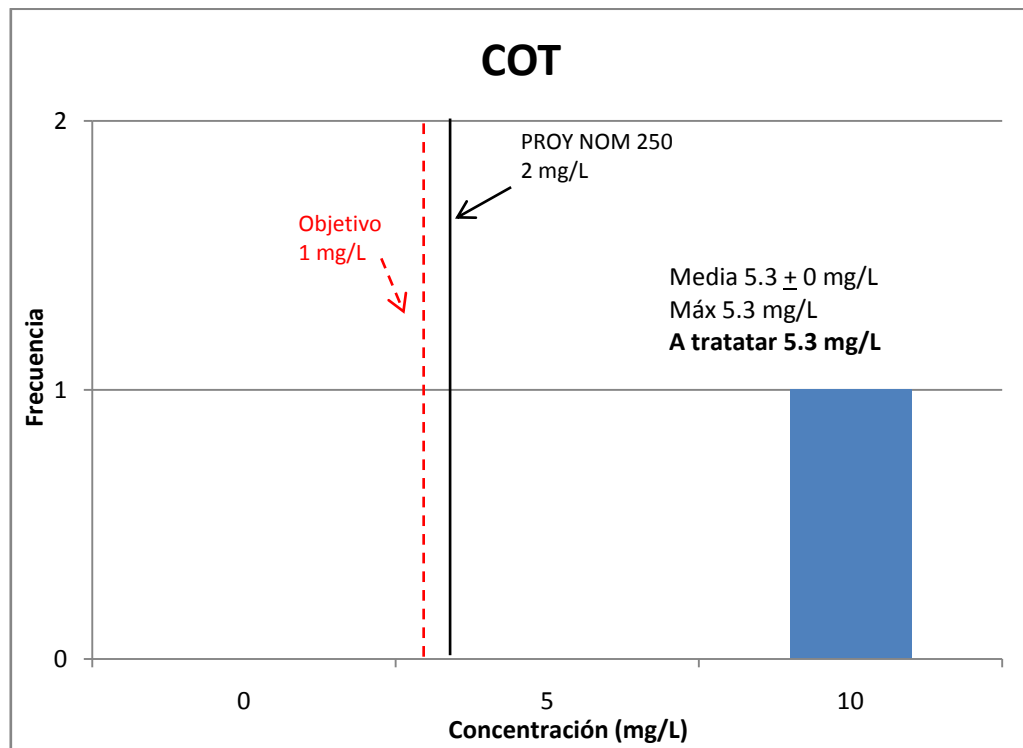 COT
2
PROY NOM 250
2 mg/L
Objetivo
1 mg/L
Media 5.3 + 0 mg/L
Máx 5.3 mg/L
A tratatar 5.3 mg/L
Frecuencia
1
0
0 5 10
Concentración (mg/L)